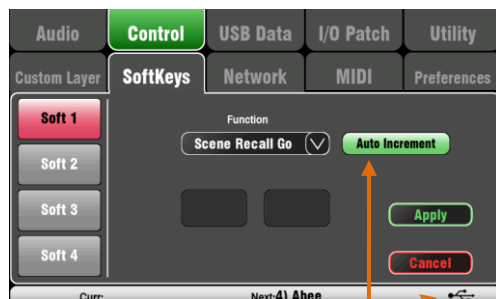 Audio Control USB Data I/O Patch Utility
Custom Layer SoftKeys Network MIDI Preferences
Soft 1
Function
Scene Recall Go Auto Increment
Soft 2
Soft 3
Apply
Soft 4
Cancel
Curr: Next:4) Abee